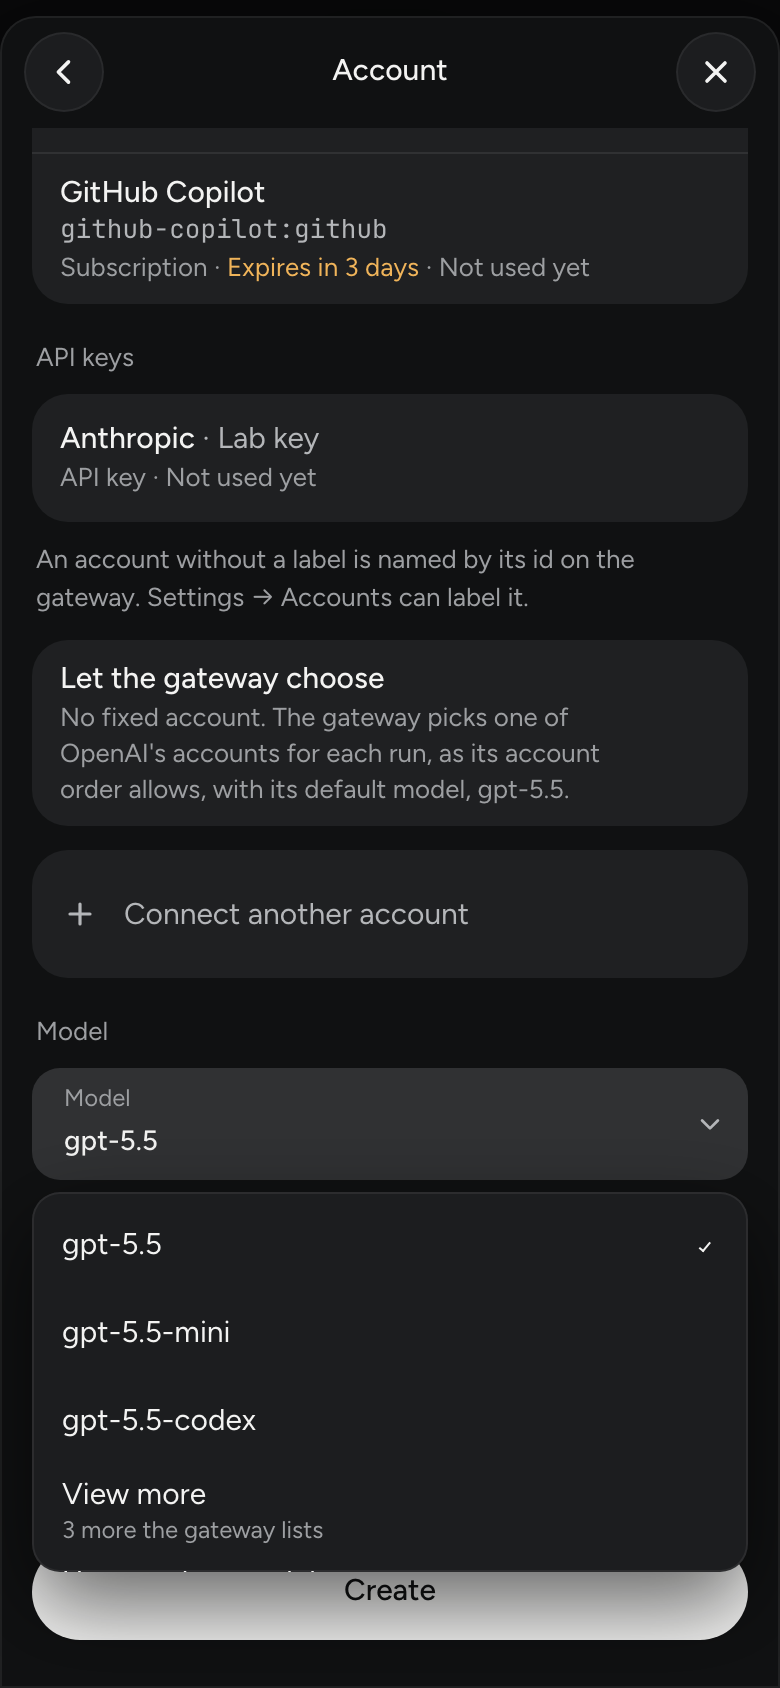 Account
GitHub Copilot
github-copilot:github
Subscription · Expires in 3 days · Not used yet
API keys
Anthropic · Lab key
API key · Not used yet
An account without a label is named by its id on the
gateway. Settings → Accounts can label it.
Let the gateway choose
No fixed account. The gateway picks one of
OpenAI's accounts for each run, as its account
order allows, with its default model, gpt-5.5.
Connect another account
Model
Model
gpt-5.5
gpt-5.5
gpt-5.5-mini
gpt-5.5-codex
View more
3 more the gateway lists
Create